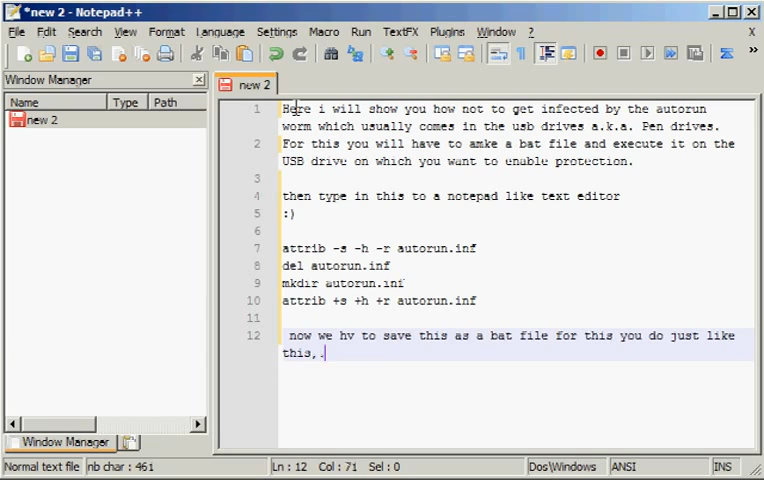 *new 2 - Notepad++
File Edit Search View Format Language Settings Macro Run TextFX Plugins Window ? X
Window Manager
new 2
Name Type Path
new 2
1 Here i will show you how not to get infected by the autorun
worm which usually comes in the usb drives a.k.a. Pen drives.
2 For this you will have to amke a bat file and execute it on the
USB drive on which you want to enable protection.
3
4 then type in this to a notepad like text editor
5 :)
6
7 attrib -s -h -r autorun.inf
8 del autorun.inf
9 mkdir autorun.inf
10 attrib +s +h +r autorun.inf
11
12 now we hv to save this as a bat file for this you do just like
this,.
Window Manager
Normal text file nb char : 461 Ln : 12 Col : 71 Sel : 0 Dos\Windows ANSI INS